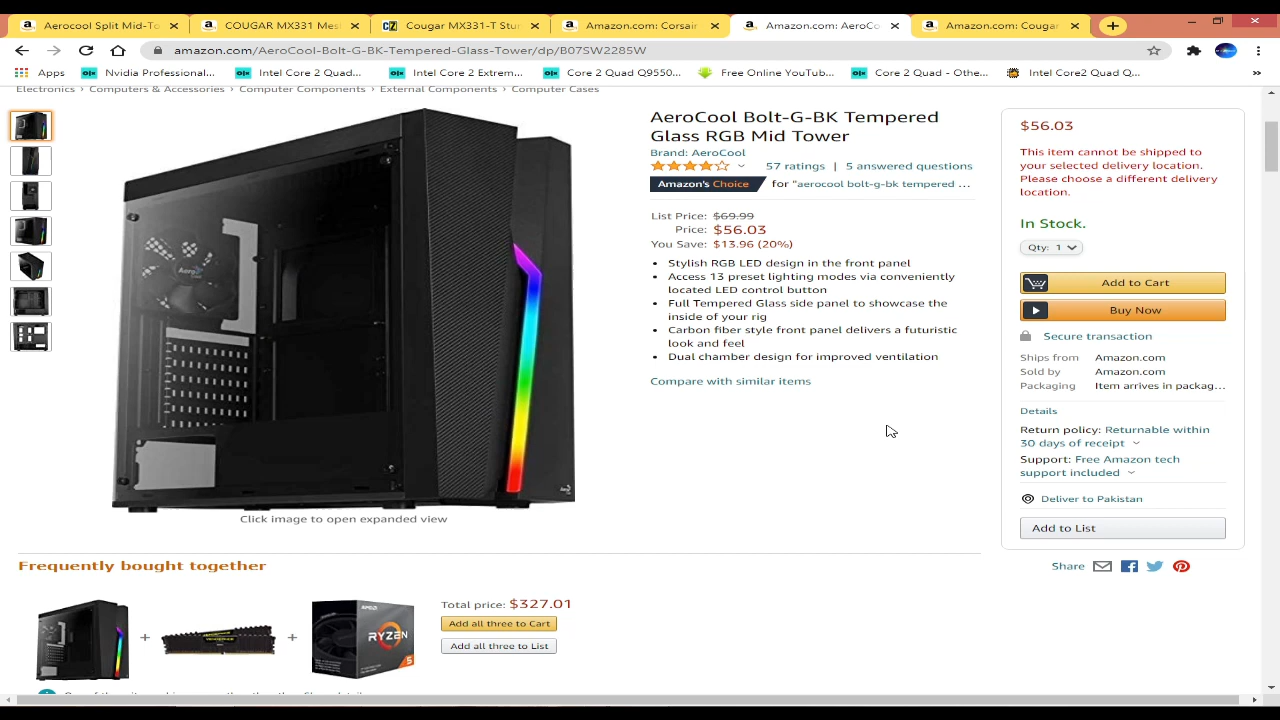 Aerocool Split Mid-To
COUGAR MX331 Mes
Cougar MX331-T Stu
Amazon.com: Corsair
Amazon.com: AeroCo
Amazon.com: Cougar
amazon.com/AeroCool-Bolt-G-BK-Tempered-Glass-Tower/dp/B07SW2285W
Apps
Nvidia Professional...
Intel Core 2 Quad...
Intel Core 2 Extrem...
Core 2 Quad Q9550...
Free Online YouTub...
Core 2 Quad - Othe...
Intel Core2 Quad Q...
Electronics › Computers & Accessories › Computer Components › External Components › Computer Cases
AeroCool Bolt-G-BK Tempered
Glass RGB Mid Tower
Brand: AeroCool
57 ratings | 5 answered questions
Amazon's Choice for "aerocool bolt-g-bk tempered ...
List Price: $69.99
Price: $56.03
You Save: $13.96 (20%)
• Stylish RGB LED design in the front panel
• Access 13 preset lighting modes via conveniently
located LED control button
• Full Tempered Glass side panel to showcase the
inside of your rig
• Carbon fiber style front panel delivers a futuristic
look and feel
• Dual chamber design for improved ventilation
Compare with similar items
Click image to open expanded view
$56.03
This item cannot be shipped to
your selected delivery location.
Please choose a different delivery
location.
In Stock.
Qty: 1
Add to Cart
Buy Now
Secure transaction
Ships from Amazon.com
Sold by Amazon.com
Packaging Item arrives in packag...
Details
Return policy: Returnable within
30 days of receipt
Support: Free Amazon tech
support included
Deliver to Pakistan
Add to List
Share
Frequently bought together
Total price: $327.01
Add all three to Cart
Add all three to List
AMD
RYZEN
5